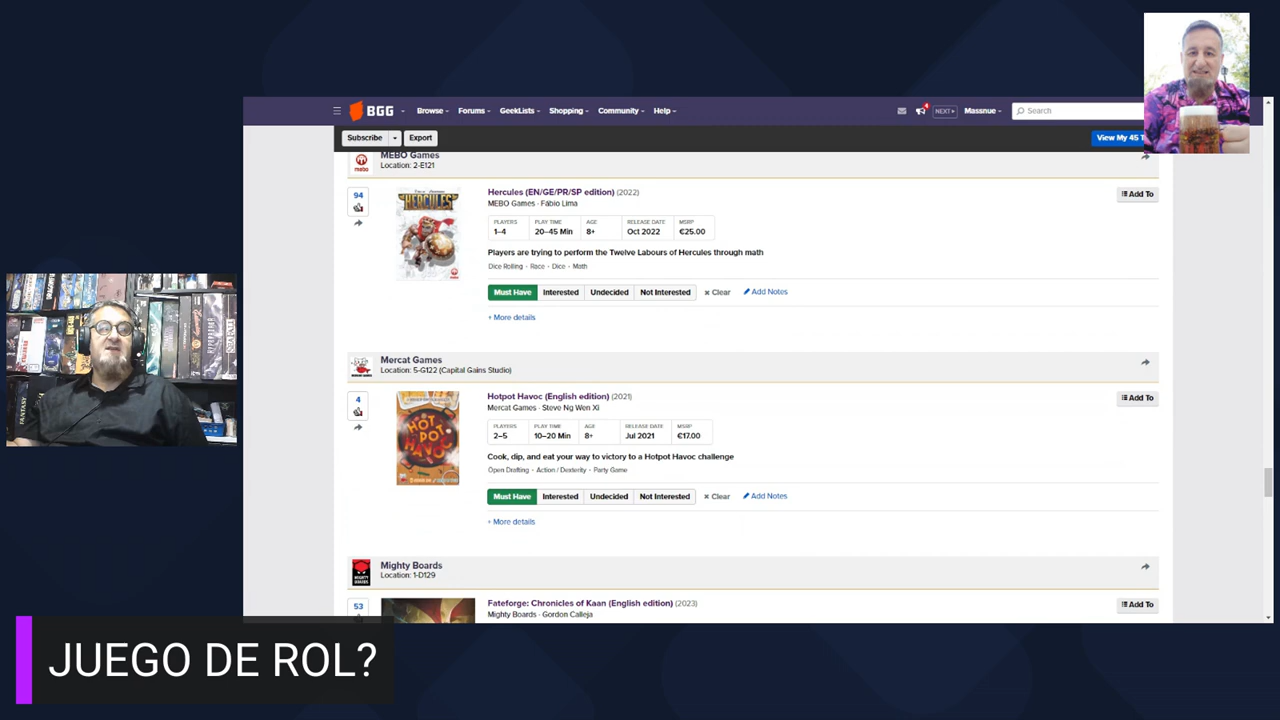 BGG
Browse
Forums
GeekLists
Shopping
Community
Help
NEXT
Massnue
Search
Subscribe
Export
View My 45
MEBO Games
Location: 2-E121
mebo
94
HERCULES
Hercules (EN/GE/PR/SP edition) (2022)
MEBO Games · Fábio Lima
Add To
PLAYERS PLAY TIME AGE RELEASE DATE MSRP
1–4 20–45 Min 8+ Oct 2022 €25.00
Players are trying to perform the Twelve Labours of Hercules through math
Dice Rolling · Race · Dice · Math
Must Have Interested Undecided Not Interested × Clear Add Notes
+ More details
Mercat Games
Location: 5-G122 (Capital Gains Studio)
4
HOT POT HAVOC
Hotpot Havoc (English edition) (2021)
Mercat Games · Steve Ng Wen Xi
Add To
PLAYERS PLAY TIME AGE RELEASE DATE MSRP
2–5 10–20 Min 8+ Jul 2021 €17.00
Cook, dip, and eat your way to victory to a Hotpot Havoc challenge
Open Drafting · Action / Dexterity · Party Game
Must Have Interested Undecided Not Interested × Clear Add Notes
+ More details
MIGHTY BOARDS
Mighty Boards
Location: 1-D129
53
Fateforge: Chronicles of Kaan (English edition) (2023)
Mighty Boards · Gordon Calleja
Add To
JUEGO DE ROL?